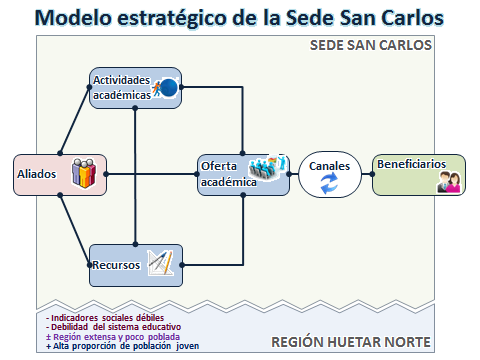 Modelo estratégico de la Sede San Carlos
SEDE SAN CARLOS
Actividades
académicas
Aliados
Oferta
académica
Canales
Beneficiarios
Recursos
- Indicadores sociales débiles
- Debilidad del sistema educativo
± Región extensa y poco poblada
+ Alta proporción de población joven
REGIÓN HUETAR NORTE